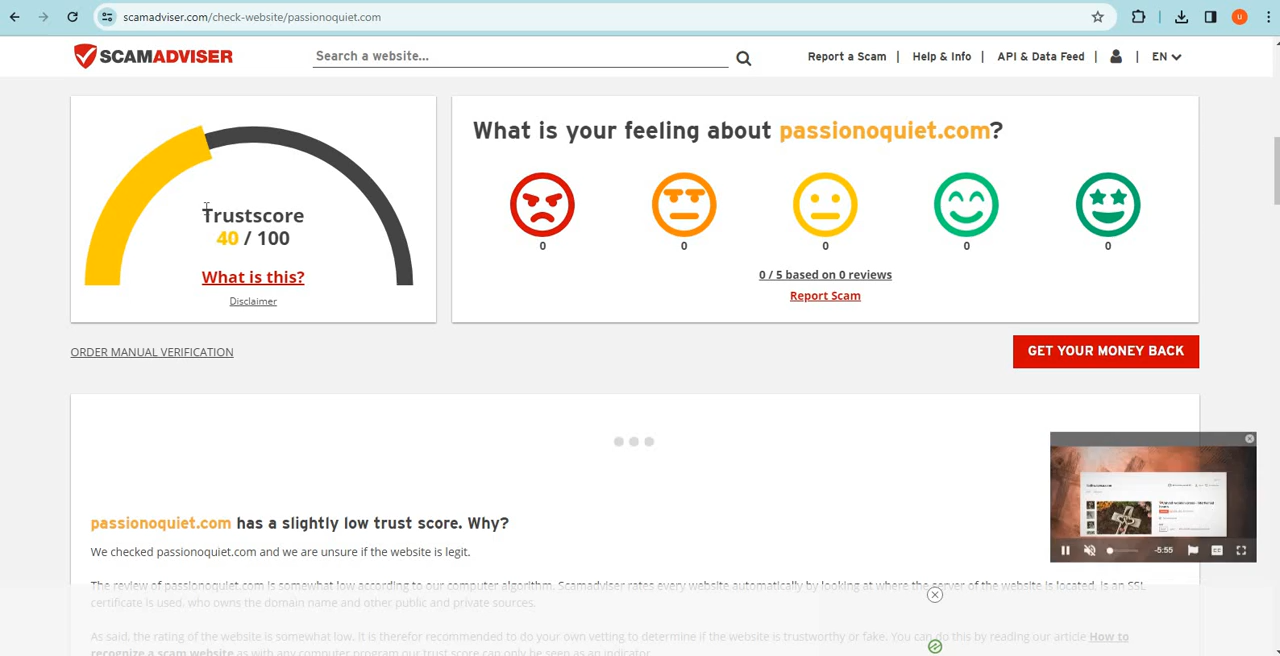 scamadviser.com/check-website/passionoquiet.com
u
SCAMADVISER
Search a website...
Report a Scam | Help & Info | API & Data Feed | | EN
Trustscore
40 / 100
What is this?
Disclaimer
What is your feeling about passionoquiet.com?
0 0 0 0 0
0 / 5 based on 0 reviews
Report Scam
ORDER MANUAL VERIFICATION
GET YOUR MONEY BACK
passionoquiet.com has a slightly low trust score. Why?
We checked passionoquiet.com and we are unsure if the website is legit.
The review of passionoquiet.com is somewhat low according to our computer algorithm. Scamadviser rates every website automatically by looking at where the server of the website is located, is an SSL
certificate is used, who owns the domain name and other public and private sources.
As said, the rating of the website is somewhat low. It is therefor recommended to do your own vetting to determine if the website is trustworthy or fake. You can do this by reading our article How to
recognize a scam website as with any computer program our trust score can only be seen as an indicator.
-5:55
CC